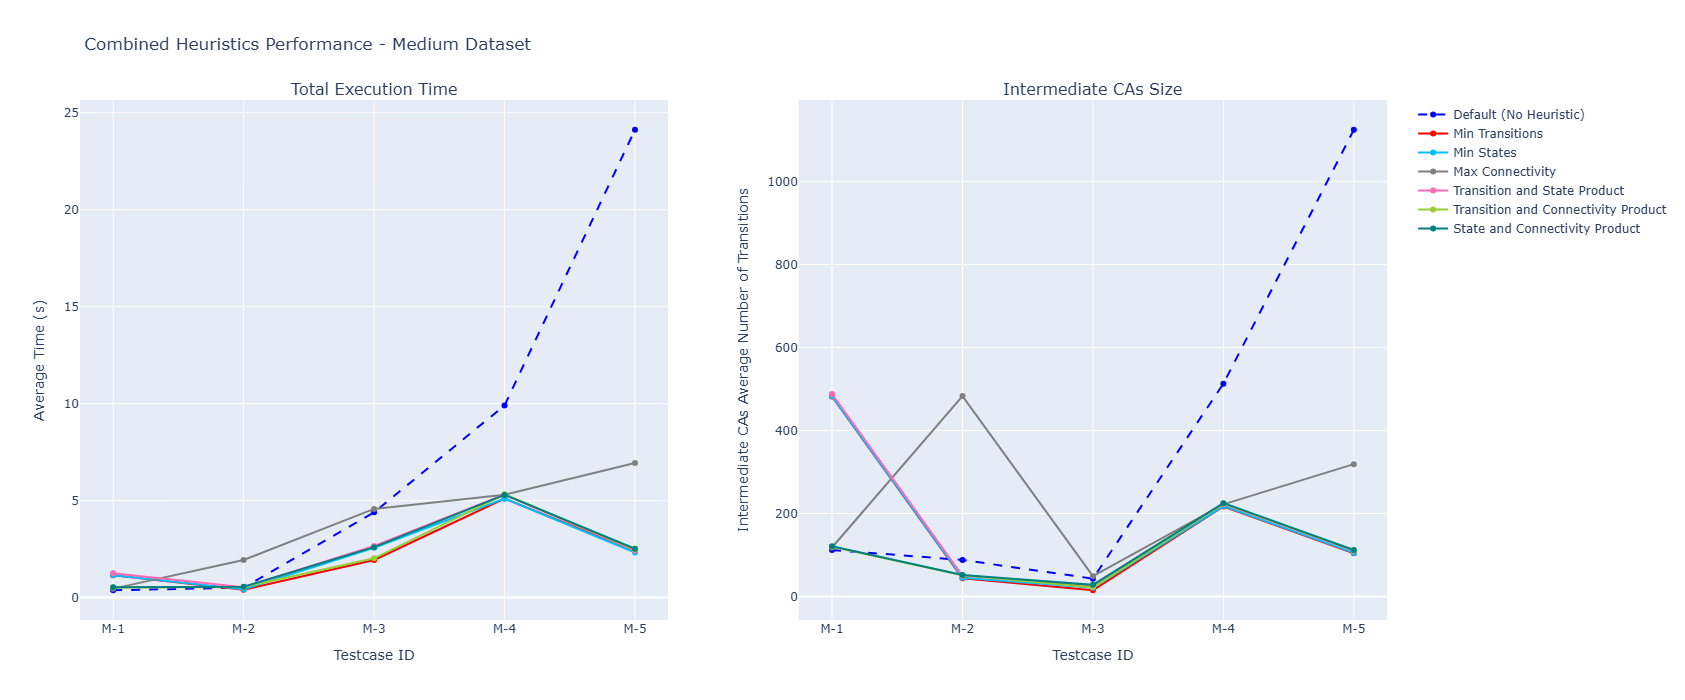 Combined Heuristics Performance - Medium Dataset
Total Execution Time
25
20
15
10
5
0
Average Time (s)
M-1 M-2 M-3 M-4 M-5
Testcase ID
Intermediate CAs Size
1000
800
600
400
200
0
Intermediate CAs Average Number of Transitions
M-1 M-2 M-3 M-4 M-5
Testcase ID
Default (No Heuristic)
Min Transitions
Min States
Max Connectivity
Transition and State Product
Transition and Connectivity Product
State and Connectivity Product